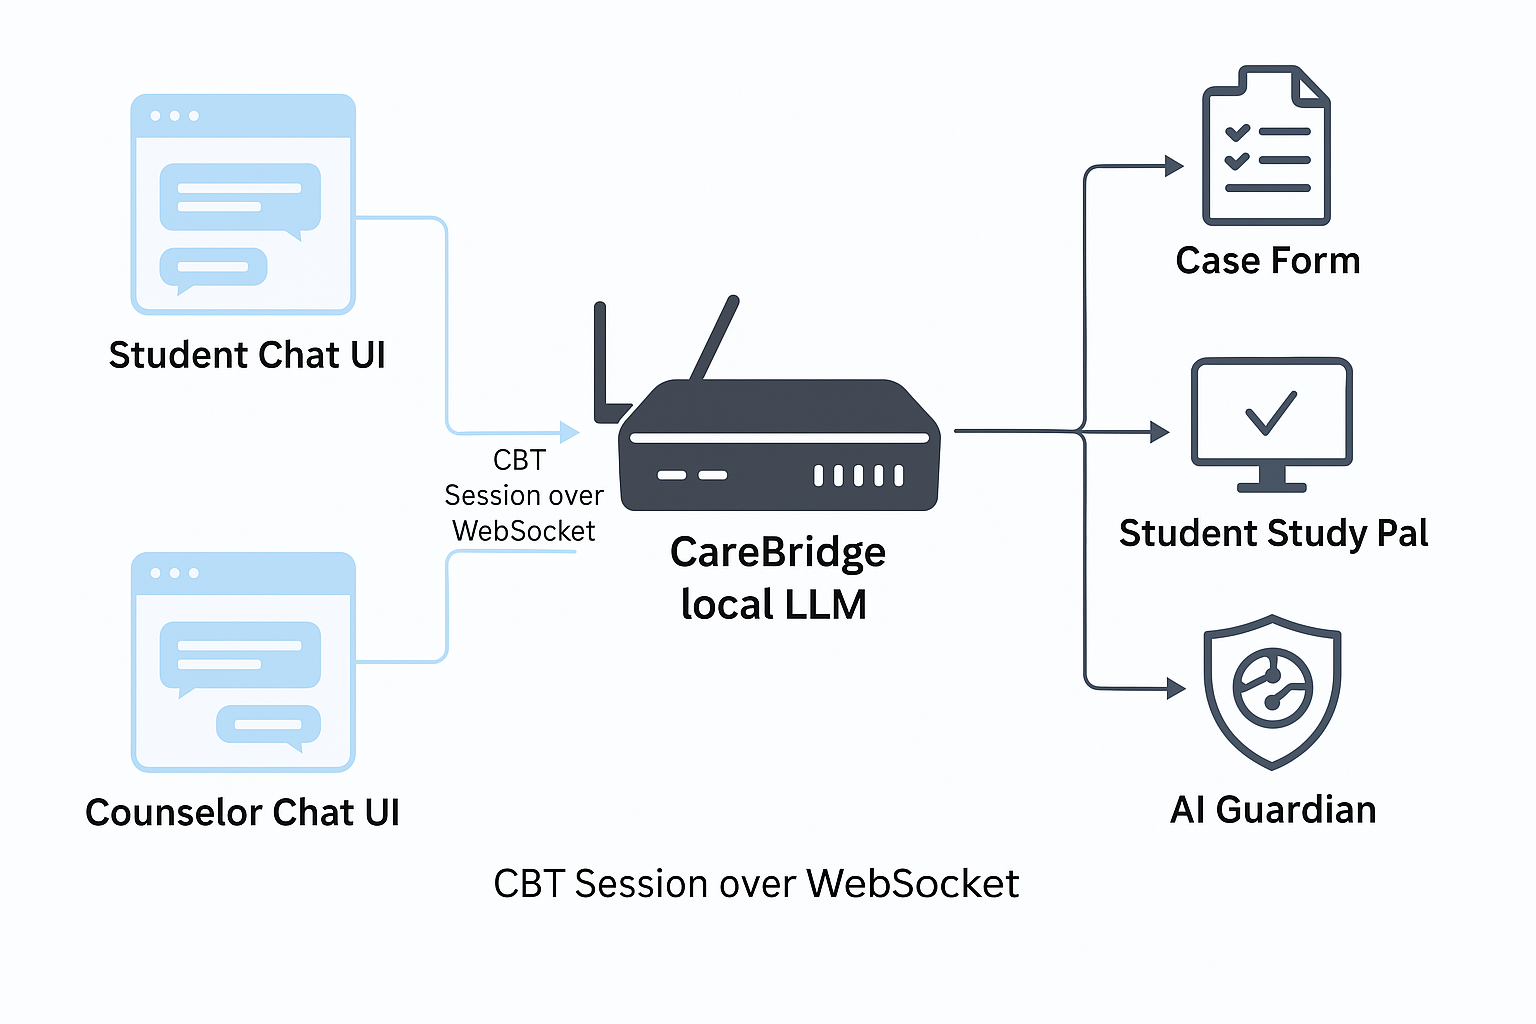 Student Chat UI
CBT
Session over
WebSocket
Counselor Chat UI
CareBridge
local LLM
Case Form
Student Study Pal
AI Guardian
CBT Session over WebSocket